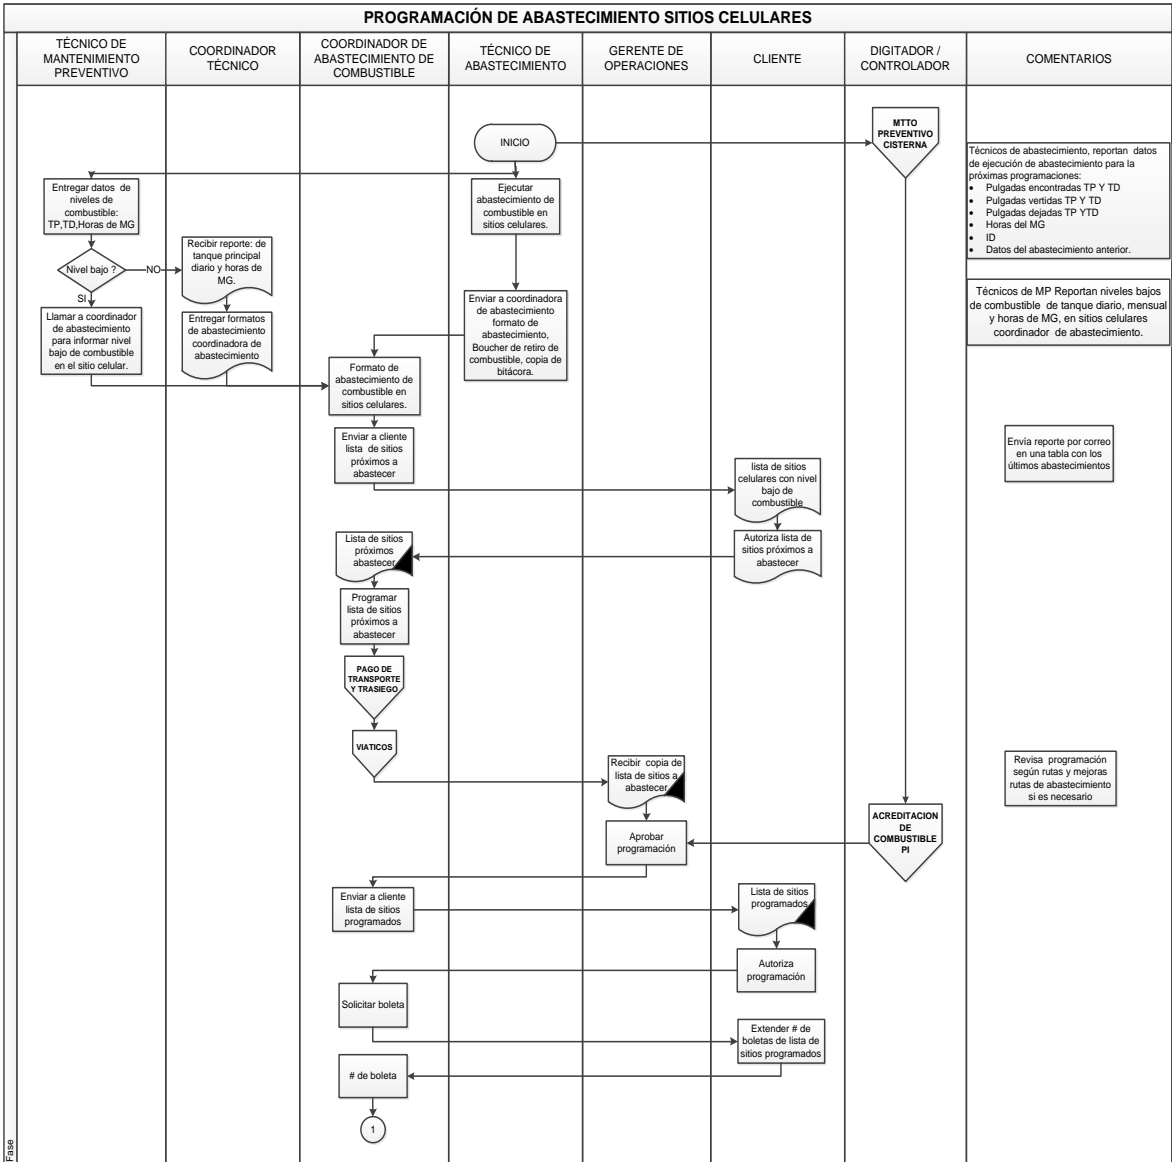 PROGRAMACIÓN DE ABASTECIMIENTO SITIOS CELULARES
TÉCNICO DE
MANTENIMIENTO
PREVENTIVO
COORDINADOR
TÉCNICO
COORDINADOR DE
ABASTECIMIENTO DE
COMBUSTIBLE
TÉCNICO DE
ABASTECIMIENTO
GERENTE DE
OPERACIONES
CLIENTE
DIGITADOR /
CONTROLADOR
COMENTARIOS
INICIO
MTTO
PREVENTIVO
CISTERNA
Técnicos de abastecimiento, reportan datos
de ejecución de abastecimiento para la
próximas programaciones:
• Pulgadas encontradas TP Y TD
• Pulgadas vertidas TP Y TD
• Pulgadas dejadas TP YTD
• Horas del MG
• ID
• Datos del abastecimiento anterior.
Entregar datos de
niveles de
combustible:
TP,TD,Horas de MG
Ejecutar
abastecimiento de
combustible en
sitios celulares.
Nivel bajo ?
NO
SI
Recibir reporte: de
tanque principal
diario y horas de
MG.
Técnicos de MP Reportan niveles bajos
de combustible de tanque diario, mensual
y horas de MG, en sitios celulares
coordinador de abastecimiento.
Llamar a coordinador
de abastecimiento
para informar nivel
bajo de combustible
en el sitio celular.
Entregar formatos
de abastecimiento
coordinadora de
abastecimiento
Enviar a coordinadora
de abastecimiento
formato de
abastecimiento,
Boucher de retiro de
combustible, copia de
bitácora.
Formato de
abastecimiento de
combustible en
sitios celulares.
Enviar a cliente
lista de sitios
próximos a
abastecer
Envía reporte por correo
en una tabla con los
últimos abastecimientos
lista de sitios
celulares con nivel
bajo de
combustible
Autoriza lista de
sitios próximos a
abastecer
Lista de sitios
próximos
abastecer
Programar
lista de sitios
próximos a
abastecer
PAGO DE
TRANSPORTE
Y TRASIEGO
VIATICOS
Recibir copia de
lista de sitios a
abastecer
Revisa programación
según rutas y mejoras
rutas de abastecimiento
si es necesario
Aprobar
programación
ACREDITACION
DE
COMBUSTIBLE
PI
Enviar a cliente
lista de sitios
programados
Lista de sitios
programados
Autoriza
programación
Solicitar boleta
Extender # de
boletas de lista de
sitios programados
# de boleta
1
Fase